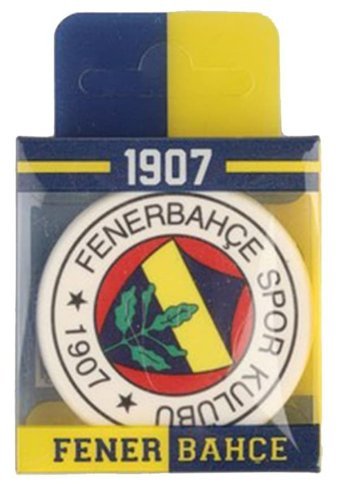 1907
FENERBAHÇE SPOR KULÜBÜ
★ 1907 ★
FENER BAHÇE